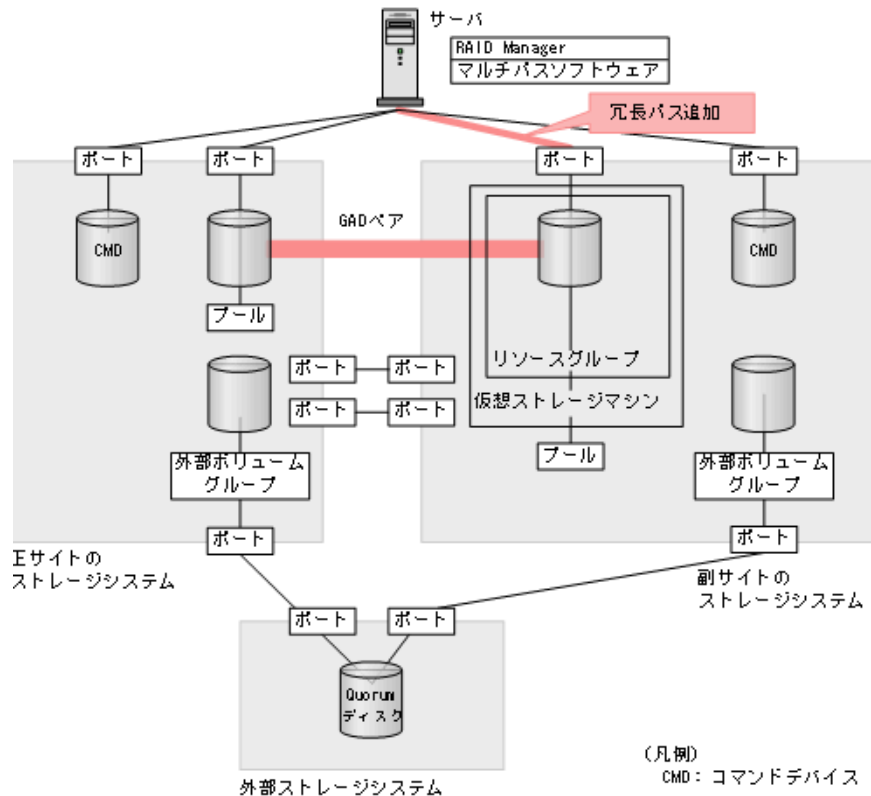 サーバ
RAID Manager
マルチパスソフトウェア
冗長パス追加
ポート
ポート
ポート
ポート
CMD
GADペア
CMD
プール
リソースグループ
ポート
ポート
仮想ストレージマシン
ポート
ポート
プール
外部ボリューム
グループ
外部ボリューム
グループ
ポート
ポート
正サイトの
ストレージシステム
副サイトの
ストレージシステム
ポート
ポート
Quorum
ディスク
外部ストレージシステム
(凡例)
CMD: コマンドデバイス